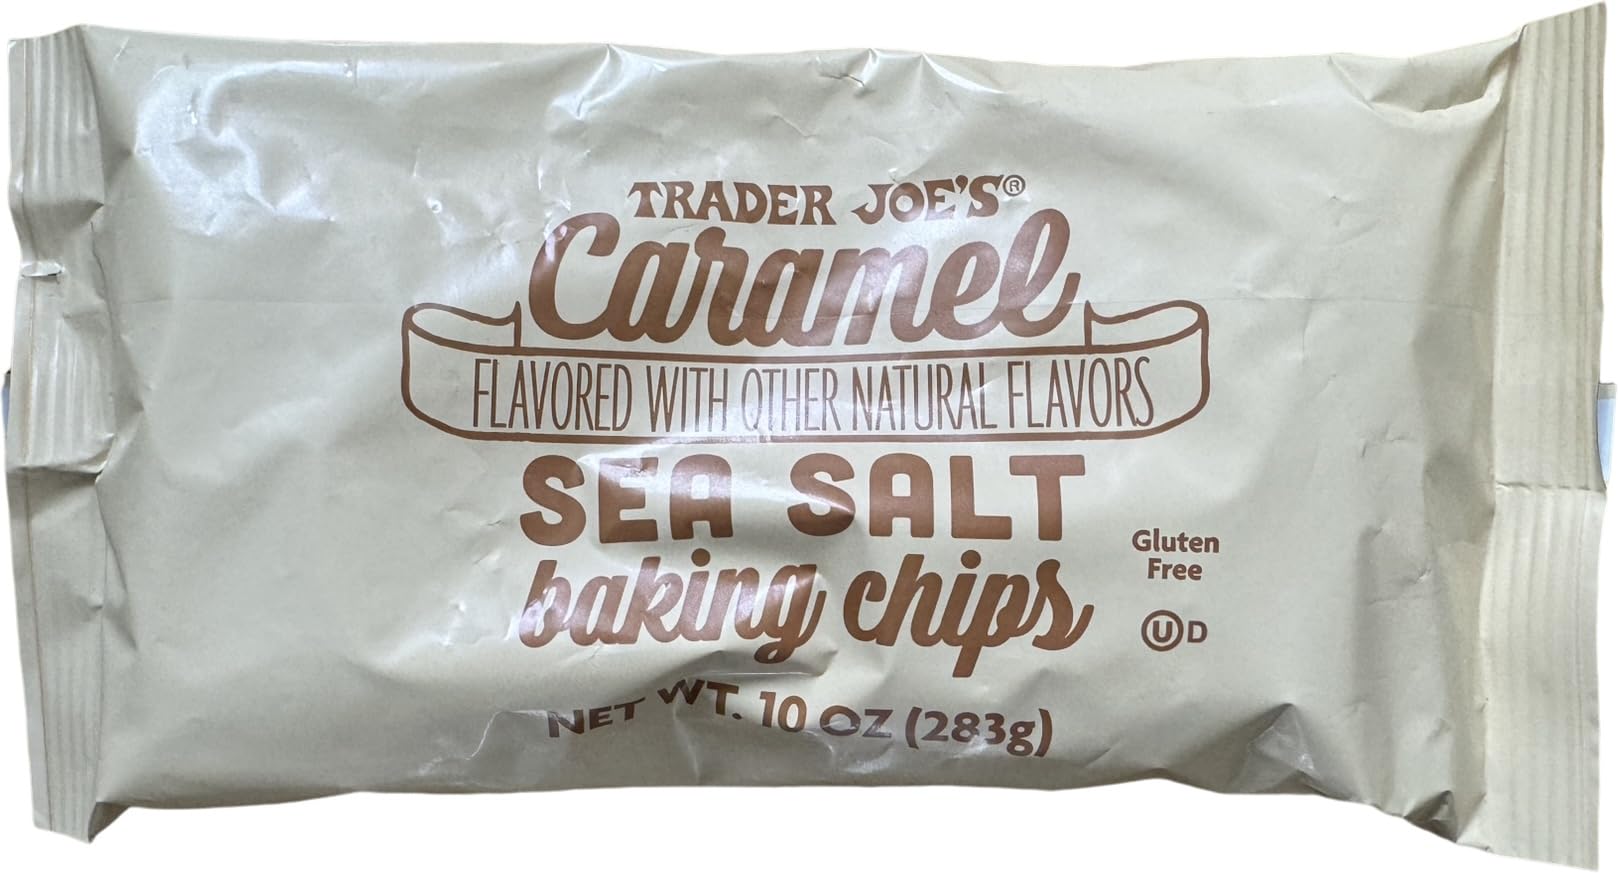 TRADER JOE'S®
Caramel
FLAVORED WITH OTHER NATURAL FLAVORS
SEA SALT
baking chips
Gluten
Free
Ⓤ D
NET WT. 10 OZ (283g)